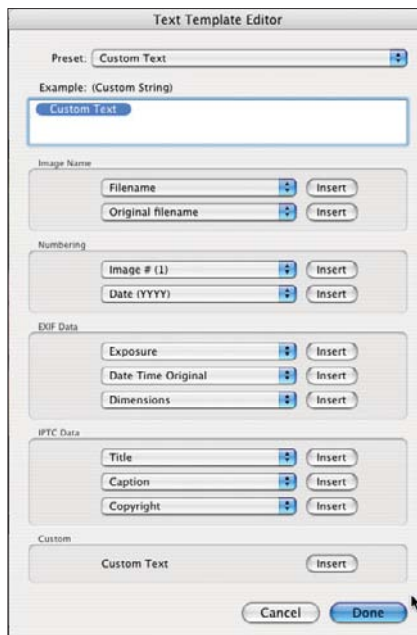 Text Template Editor
Preset: Custom Text
Example: (Custom String)
Custom Text
Image Name
Filename Insert
Original filename Insert
Numbering
Image # (1) Insert
Date (YYYY) Insert
EXIF Data
Exposure Insert
Date Time Original Insert
Dimensions Insert
IPTC Data
Title Insert
Caption Insert
Copyright Insert
Custom
Custom Text Insert
Cancel Done